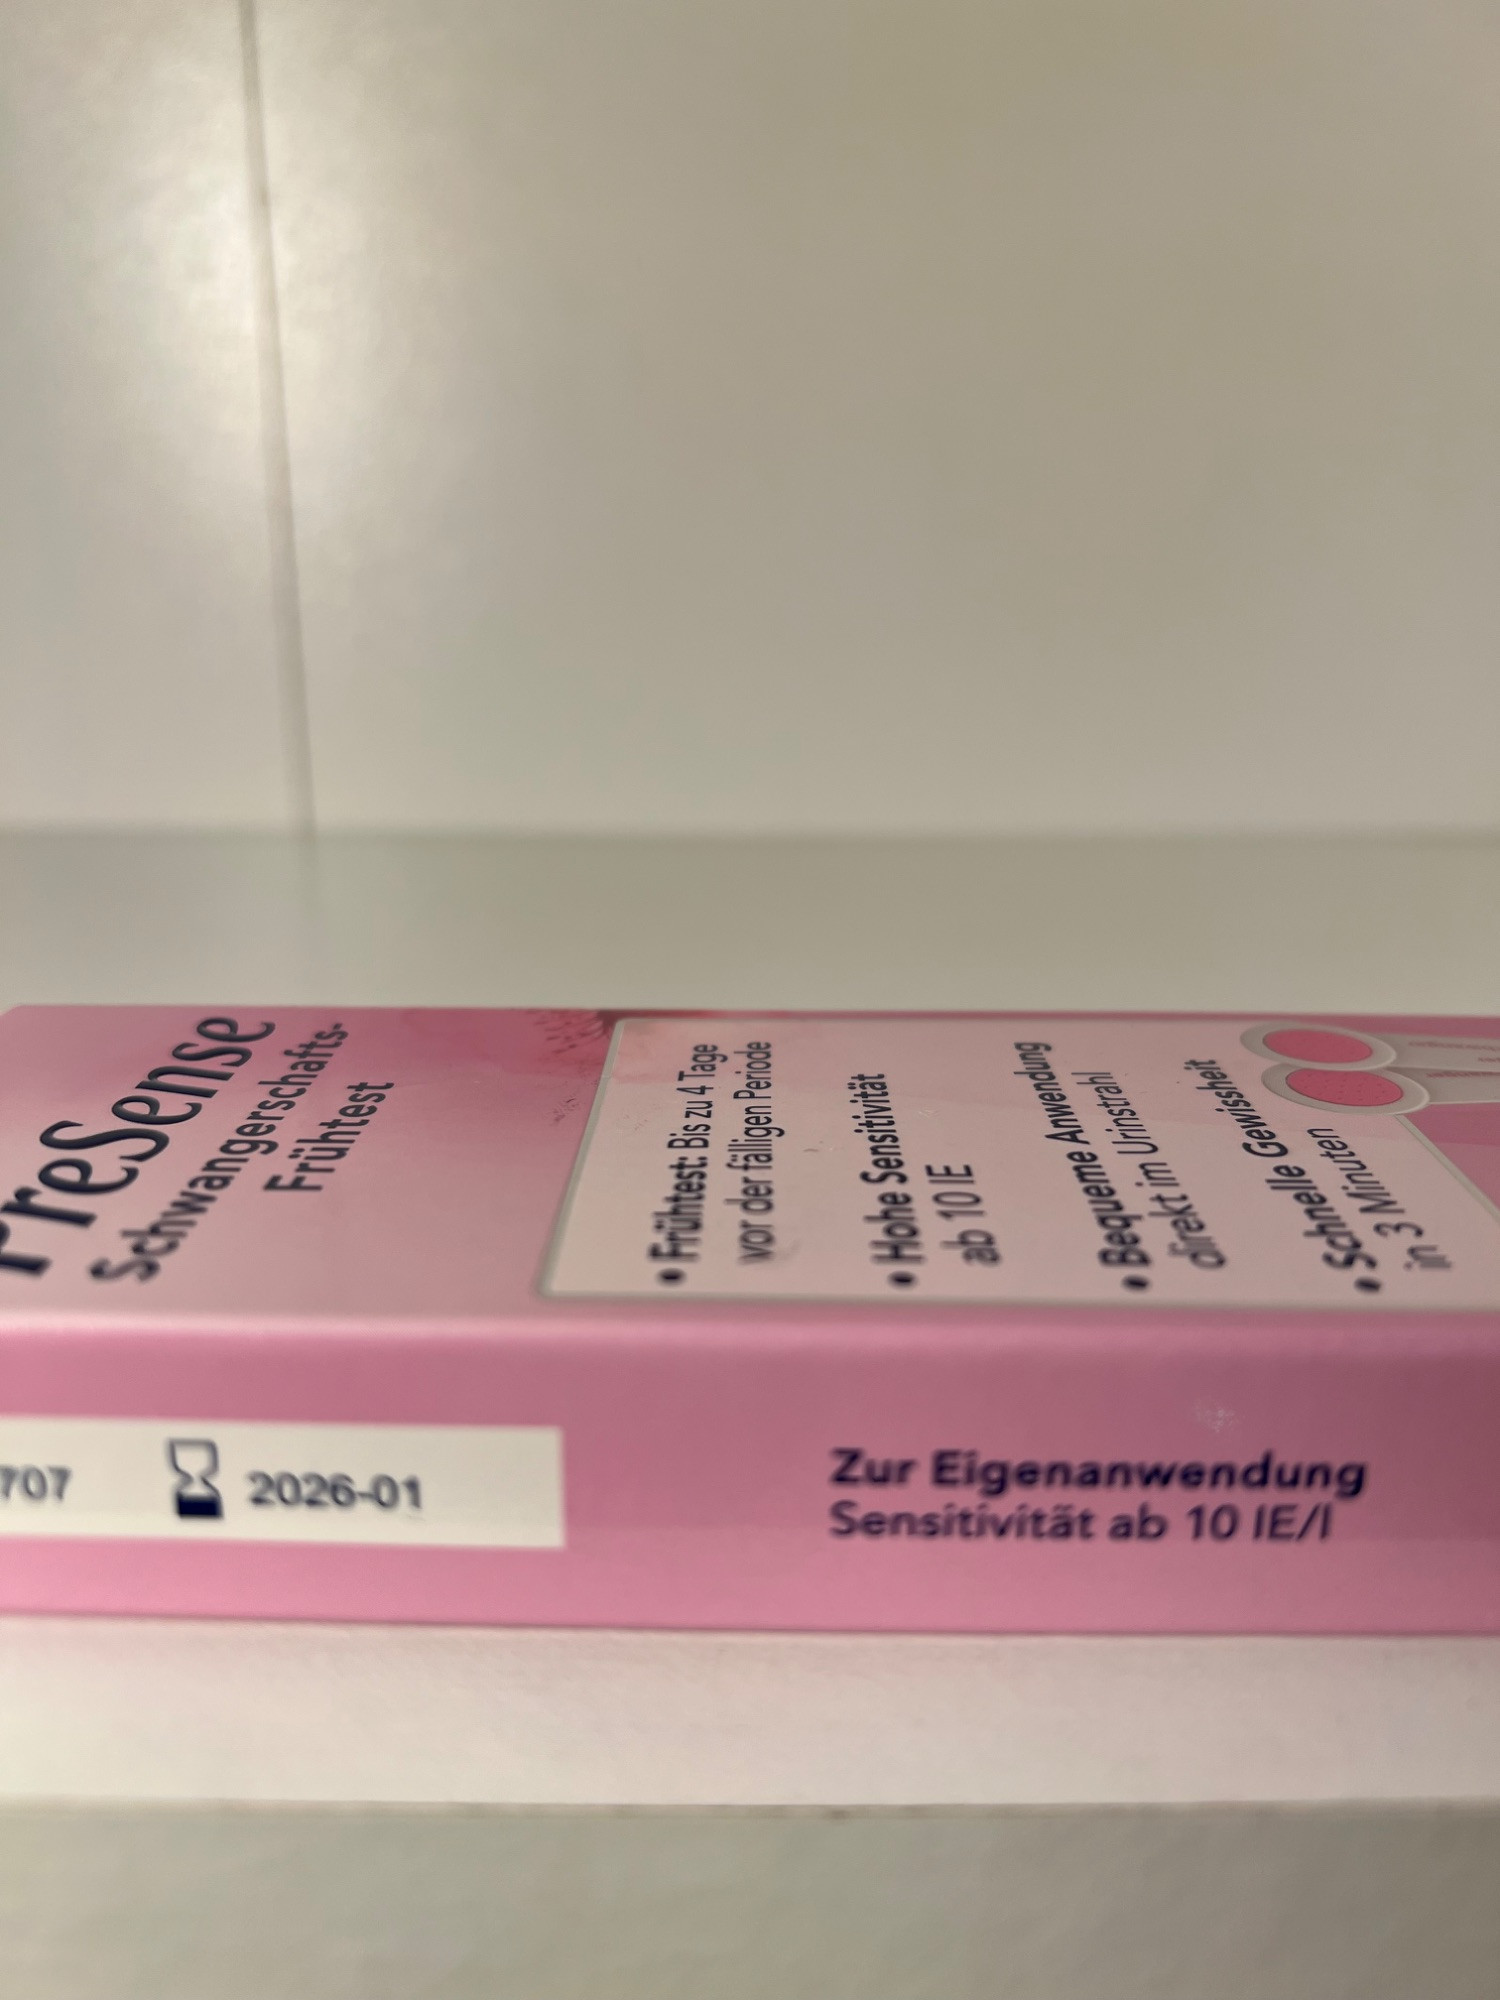 PreSense
Schwangerschafts-
Frühtest
• Frühtest: Bis zu 4 Tage
vor der fälligen Periode
• Hohe Sensitivität
ab 10 IE
• Bequeme Anwendung
direkt im Urinstrahl
• Schnelle Gewissheit
in 3 Minuten
707
2026-01
Zur Eigenanwendung
Sensitivität ab 10 IE/l